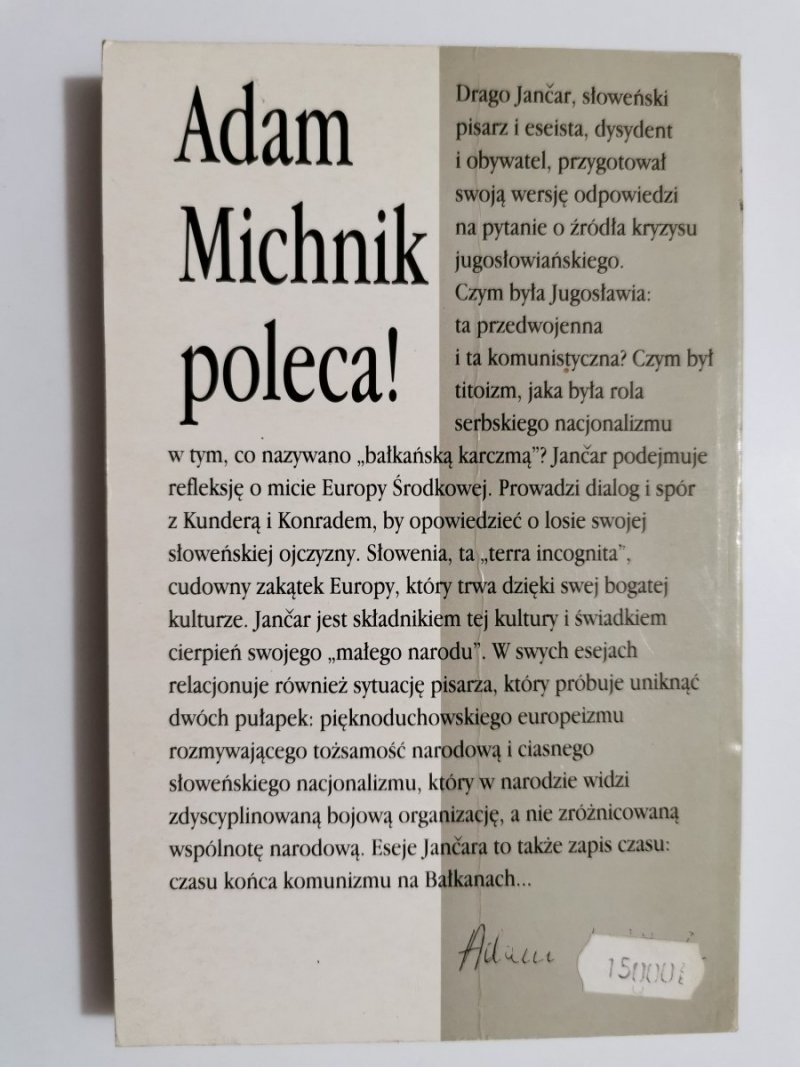 Adam
Michnik
poleca!
Drago Jančar, słoweński
pisarz i eseista, dysydent
i obywatel, przygotował
swoją wersję odpowiedzi
na pytanie o źródła kryzysu
jugosłowiańskiego.
Czym była Jugosławia:
ta przedwojenna
i ta komunistyczna? Czym był
titoizm, jaka była rola
serbskiego nacjonalizmu
w tym, co nazywano „bałkańską karczmą”? Jančar podejmuje
refleksję o micie Europy Środkowej. Prowadzi dialog i spór
z Kunderą i Konradem, by opowiedzieć o losie swojej
słoweńskiej ojczyzny. Słowenia, ta „terra incognita”,
cudowny zakątek Europy, który trwa dzięki swej bogatej
kulturze. Jančar jest składnikiem tej kultury i świadkiem
cierpień swojego „małego narodu”. W swych esejach
relacjonuje również sytuację pisarza, który próbuje uniknąć
dwóch pułapek: pięknoduchowskiego europeizmu
rozmywającego tożsamość narodową i ciasnego
słoweńskiego nacjonalizmu, który w narodzie widzi
zdyscyplinowaną bojową organizację, a nie zróżnicowaną
wspólnotę narodową. Eseje Jančara to także zapis czasu:
czasu końca komunizmu na Bałkanach...
Adam